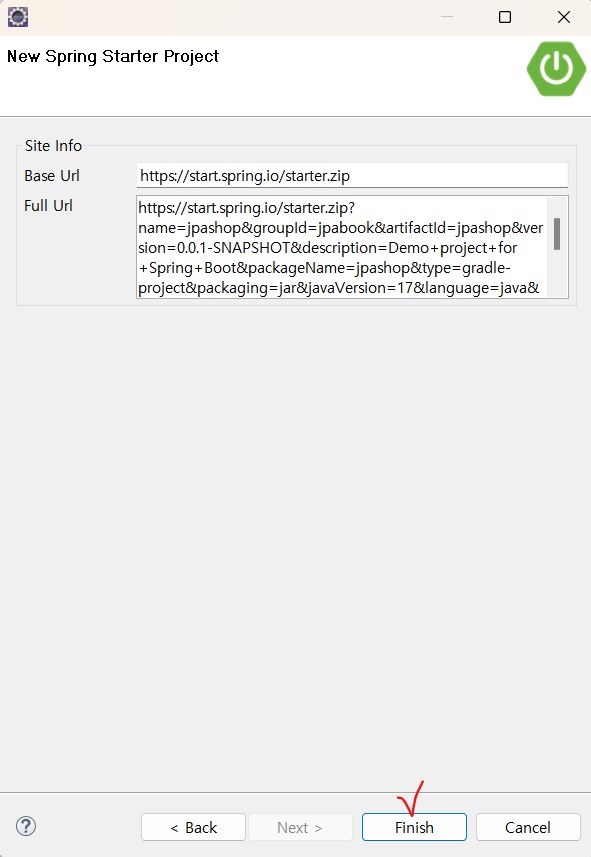 New Spring Starter Project
Site Info
Base Url
https://start.spring.io/starter.zip
Full Url
https://start.spring.io/starter.zip?
name=jpashop&groupId=jpabook&artifactId=jpashop&ver
sion=0.0.1-SNAPSHOT&description=Demo+project+for
+Spring+Boot&packageName=jpashop&type=gradle-
project&packaging=jar&javaVersion=17&language=java&
?
< Back
Next >
Finish
Cancel